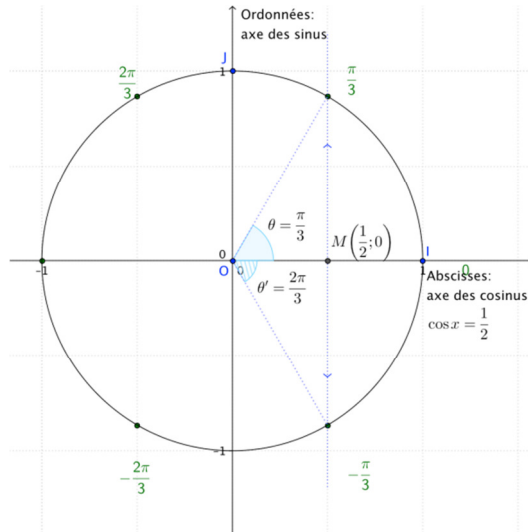 Ordonnées:
axe des sinus
J
1
2π/3
π/3
θ = π/3
M(1/2;0)
0
I
-1
O
0
1
0
θ′ = 2π/3
Abscisses:
axe des cosinus
cos x = 1/2
-1
-2π/3
-π/3